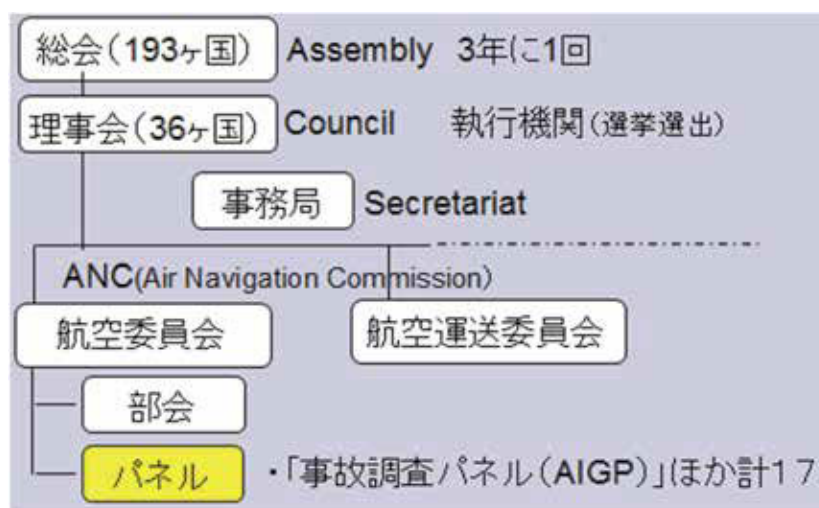 総会(193ヶ国) Assembly 3年に1回
理事会(36ヶ国) Council 執行機関(選挙選出)
事務局 Secretariat
ANC(Air Navigation Commission)
航空委員会 航空運送委員会
部会
パネル ・「事故調査パネル(AIGP)」ほか計17